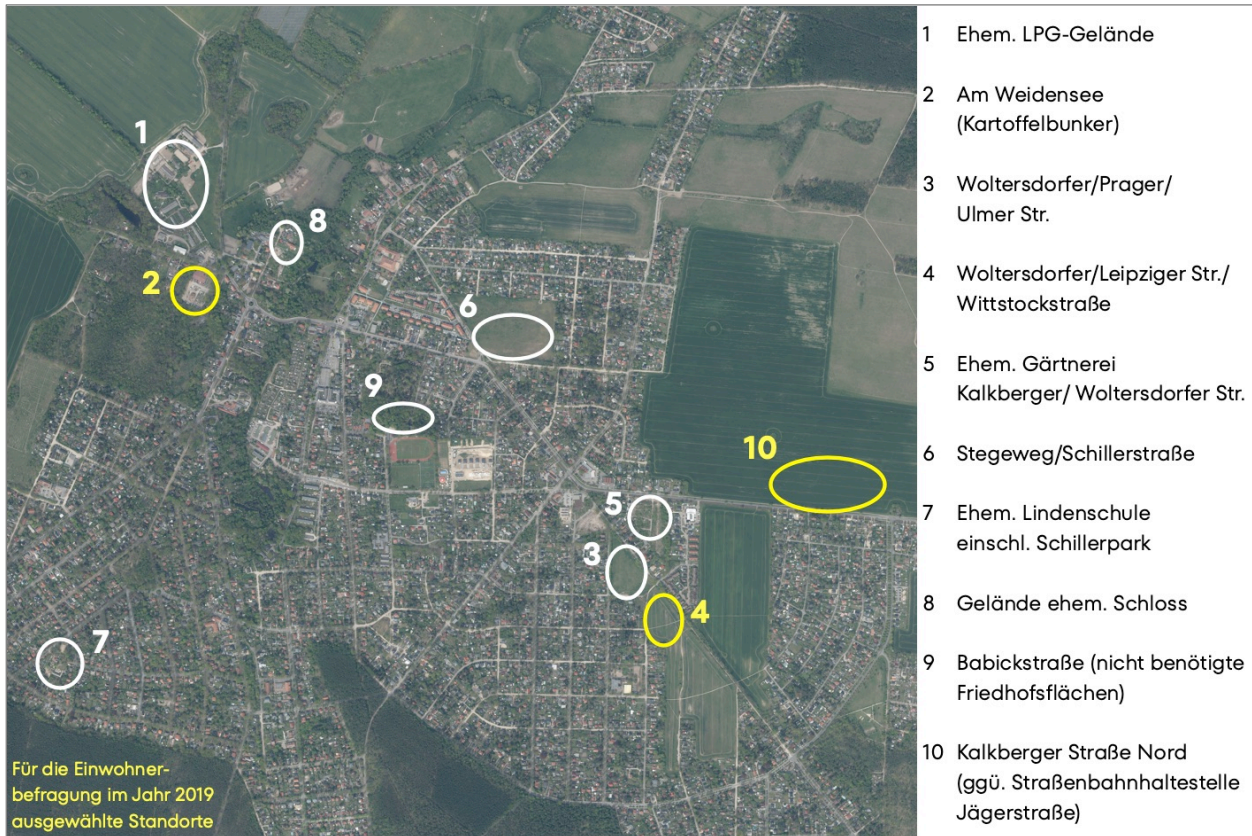 1
8
2
6
9
10
5
3
4
7
Für die Einwohner-
befragung im Jahr 2019
ausgewählte Standorte
1 Ehem. LPG-Gelände
2 Am Weidensee
(Kartoffelbunker)
3 Woltersdorfer/Prager/
Ulmer Str.
4 Woltersdorfer/Leipziger Str./
Wittstockstraße
5 Ehem. Gärtnerei
Kalkberger/ Woltersdorfer Str.
6 Stegeweg/Schillerstraße
7 Ehem. Lindenschule
einschl. Schillerpark
8 Gelände ehem. Schloss
9 Babickstraße (nicht benötigte
Friedhofsflächen)
10 Kalkberger Straße Nord
(ggü. Straßenbahnhaltestelle
Jägerstraße)